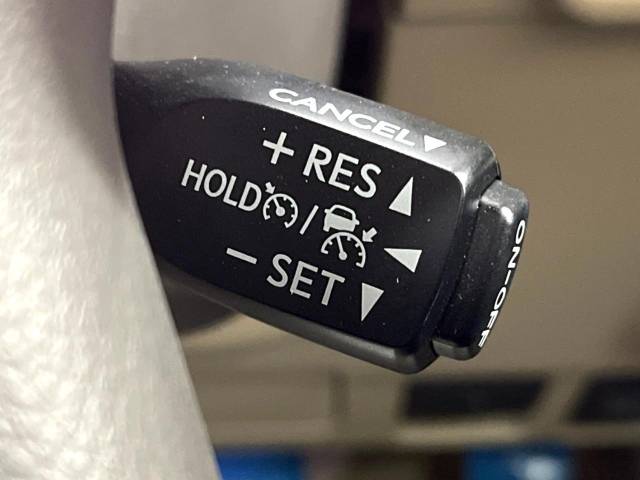 CANCEL▼
+ RES ▲
HOLD / ◀
- SET ▼
ON-OFF